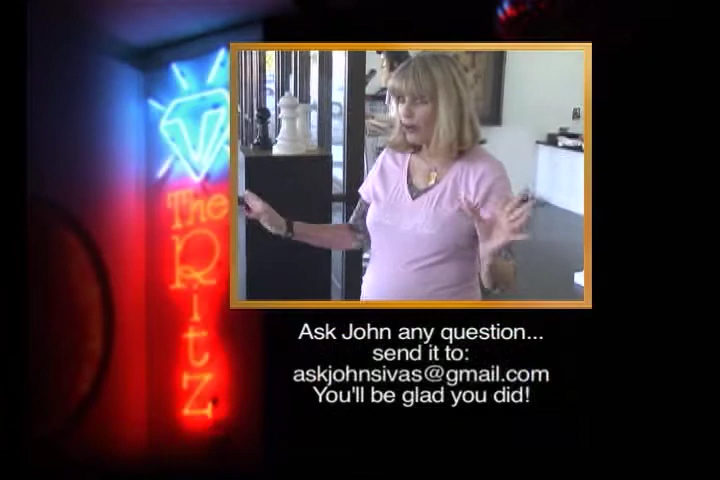 The
Ritz
Ask John any question...
send it to:
askjohnsivas@gmail.com
You'll be glad you did!